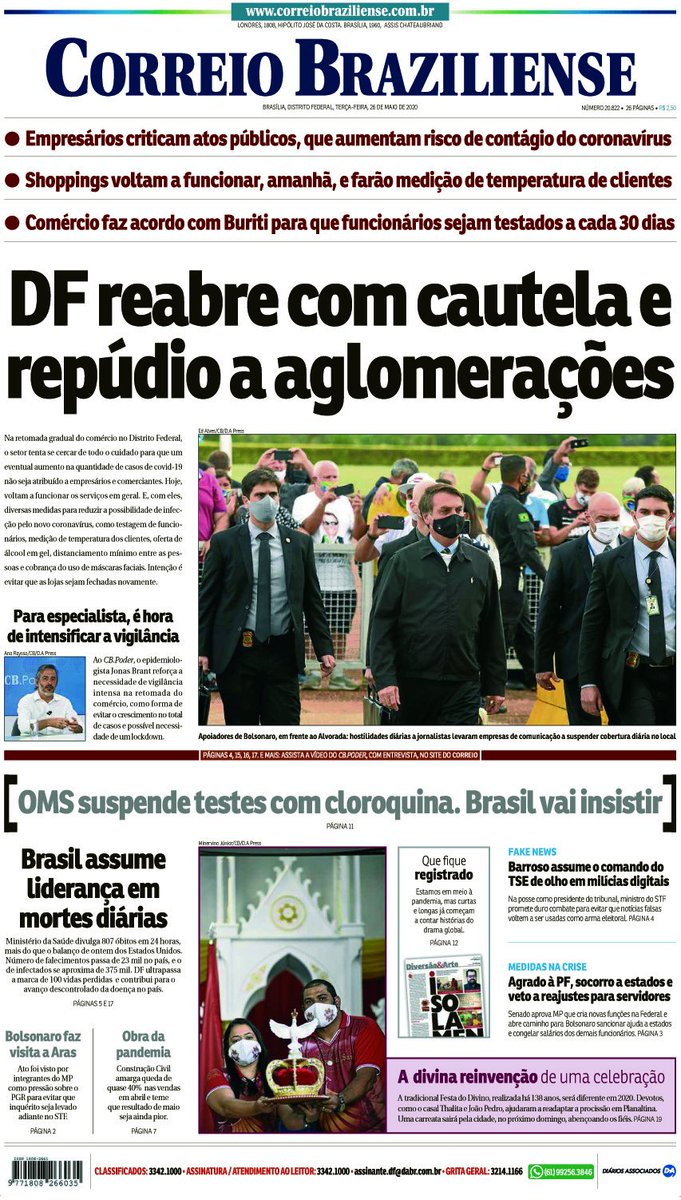 www.correiobraziliense.com.br
LONDRES, 1808, HIPÓLITO JOSÉ DA COSTA. BRASÍLIA, 1960, ASSIS CHATEAUBRIAND
CORREIO BRAZILIENSE
BRASÍLIA, DISTRITO FEDERAL, TERÇA-FEIRA, 26 DE MAIO DE 2020
NÚMERO 20.822 • 26 PÁGINAS • R$ 2,50
● Empresários criticam atos públicos, que aumentam risco de contágio do coronavírus
● Shoppings voltam a funcionar, amanhã, e farão medição de temperatura de clientes
● Comércio faz acordo com Buriti para que funcionários sejam testados a cada 30 dias
DF reabre com cautela e
repúdio a aglomerações
Na retomada gradual do comércio no Distrito Federal,
o setor tenta se cercar de todo o cuidado para que um
eventual aumento na quantidade de casos de covid-19
não seja atribuído a empresários e comerciantes. Hoje,
voltam a funcionar os serviços em geral. E, com eles,
diversas medidas para reduzir a possibilidade de infec-
ção pelo novo coronavírus, como testagem de funcio-
nários, medição de temperatura dos clientes, oferta de
álcool em gel, distanciamento mínimo entre as pes-
soas e cobrança do uso de máscaras faciais. Intenção é
evitar que as lojas sejam fechadas novamente.
Para especialista, é hora
de intensificar a vigilância
Ana Rayssa/CB/D.A Press
CB.Poder
Ao CB.Poder, o epidemiolo-
gista Jonas Brant reforça a
necessidade de vigilância
intensa na retomada do
comércio, como forma de
evitar o crescimento no total
de casos e possível necessida-
de de um lockdown.
Ed Alves/CB/D.A Press
Apoiadores de Bolsonaro, em frente ao Alvorada: hostilidades diárias a jornalistas levaram empresas de comunicação a suspender cobertura diária no local
PÁGINAS 4, 15, 16, 17. E MAIS: ASSISTA A VÍDEO DO CB.PODER, COM ENTREVISTA, NO SITE DO CORREIO
[OMS suspende testes com cloroquina. Brasil vai insistir]
PÁGINA 11
Brasil assume
liderança em
mortes diárias
Ministério da Saúde divulga 807 óbitos em 24 horas,
mais do que o balanço de ontem dos Estados Unidos.
Número de falecimentos passa de 23 mil no país, e o
de infectados se aproxima de 375 mil. DF ultrapassa
a marca de 100 vidas perdidas e contribui para o
avanço descontrolado da doença no país.
PÁGINAS 5 E 17
Bolsonaro faz
visita a Aras
Ato foi visto por
integrantes do MP
como pressão sobre o
PGR para evitar que
inquérito seja levado
adiante no STF
PÁGINA 2
Obra da
pandemia
Construção Civil
amarga queda de
quase 40% nas vendas
em abril e teme
que resultado de maio
seja ainda pior.
PÁGINA 7
Minervino Júnior/CB/D.A Press
Que fique
registrado
Estamos em meio à
pandemia, mas curtas
e longas já começam
a contar histórias do
drama global.
PÁGINA 12
Diversão&Arte
ISO
LA
MEN
FAKE NEWS
Barroso assume o comando do
TSE de olho em milícias digitais
Na posse como presidente do tribunal, ministro do STF
promete duro combate para evitar que notícias falsas
voltem a ser usadas como arma eleitoral. PÁGINA 4
MEDIDAS NA CRISE
Agrado à PF, socorro a estados e
veto a reajustes para servidores
Senado aprova MP que cria novas funções na Federal e
abre caminho para Bolsonaro sancionar ajuda a estados
e congelar salários dos demais funcionários. PÁGINA 3
A divina reinvenção de uma celebração
A tradicional Festa do Divino, realizada há 138 anos, será diferente em 2020. Devotos,
como o casal Thalita e João Pedro, ajudaram a readaptar a procissão em Planaltina.
Uma carreata sairá pela cidade, no próximo domingo, abençoando os fiéis. PÁGINA 19
ISSN 1808-2661
9 771808 266035
CLASSIFICADOS: 3342.1000 • ASSINATURA / ATENDIMENTO AO LEITOR: 3342.1000 • assinante.df@dabr.com.br • GRITA GERAL: 3214.1166
(61) 99256.3846
DIÁRIOS ASSOCIADOS DA